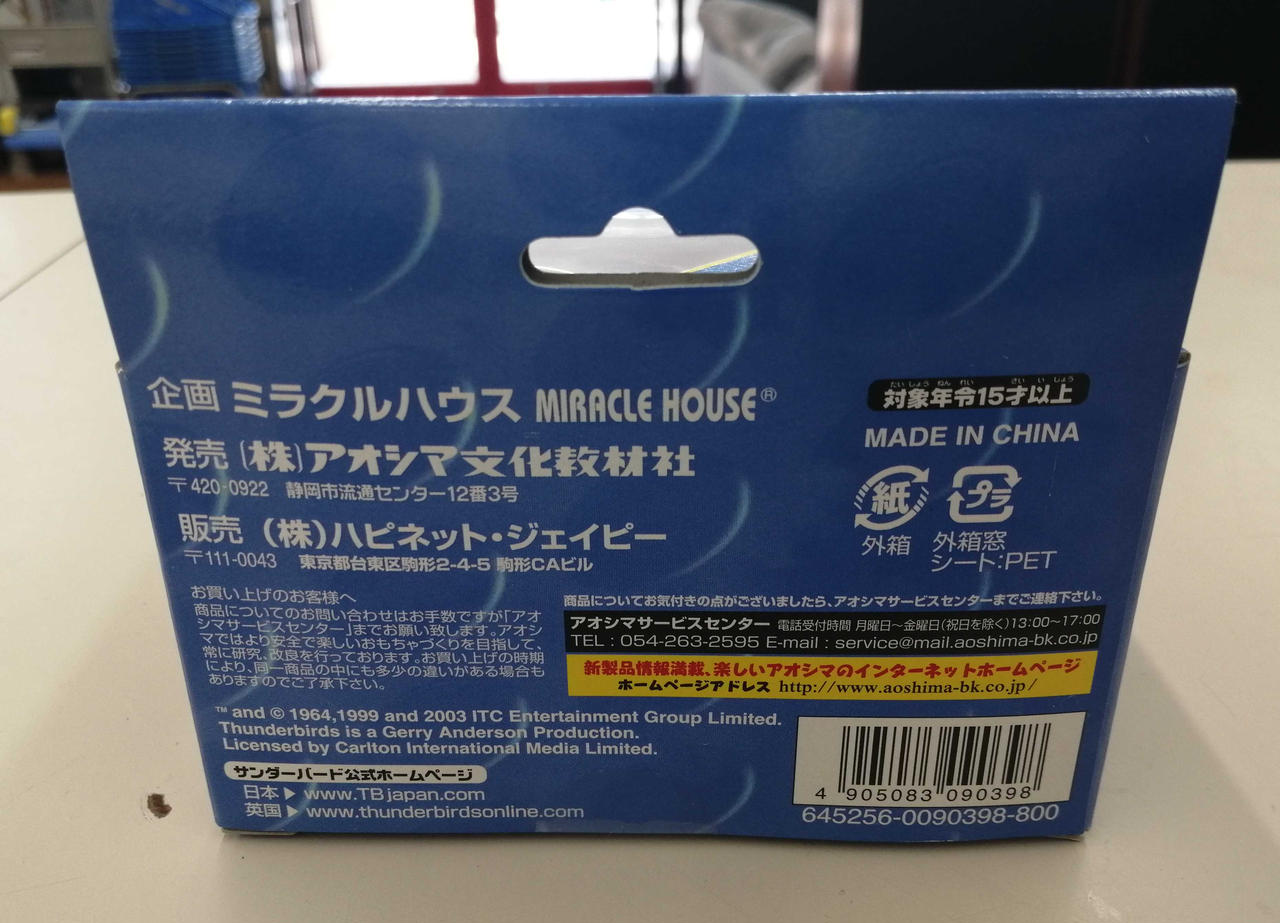 企画 ミラクルハウス MIRACLE HOUSE®
発売 (株)アオシマ文化教材社
〒420-0922 静岡市流通センター12番3号
販売 (株)ハピネット・ジェイピー
〒111-0043 東京都台東区駒形2-4-5 駒形CAビル
お買い上げのお客様へ
商品についてのお問い合わせはお手数ですが「アオ
シマサービスセンター」までお願い致します。アオシ
マではより安全で楽しいおもちゃづくりを目指して、
常に研究、改良を行っております。お買い上げの時期
により、同一商品の中にも多少の違いがある場合も
ありますのでご了承下さい。
たいしょう ねん れい さい い じょう
対象年令15才以上
MADE IN CHINA
紙 プラ
外箱 外箱窓
シート:PET
商品についてお気付きの点がございましたら、アオシマサービスセンターまでご連絡下さい。
アオシマサービスセンター 電話受付時間 月曜日〜金曜日(祝日を除く)13:00〜17:00
TEL : 054-263-2595 E-mail : service@mail.aoshima-bk.co.jp
新製品情報満載、楽しいアオシマのインターネットホームページ
ホームページアドレス http://www.aoshima-bk.co.jp/
™ and © 1964,1999 and 2003 ITC Entertainment Group Limited.
Thunderbirds is a Gerry Anderson Production.
Licensed by Carlton International Media Limited.
サンダーバード公式ホームページ
日本▶ www.TBjapan.com
英国▶ www.thunderbirdsonline.com
4 905083 090398
645256-0090398-800